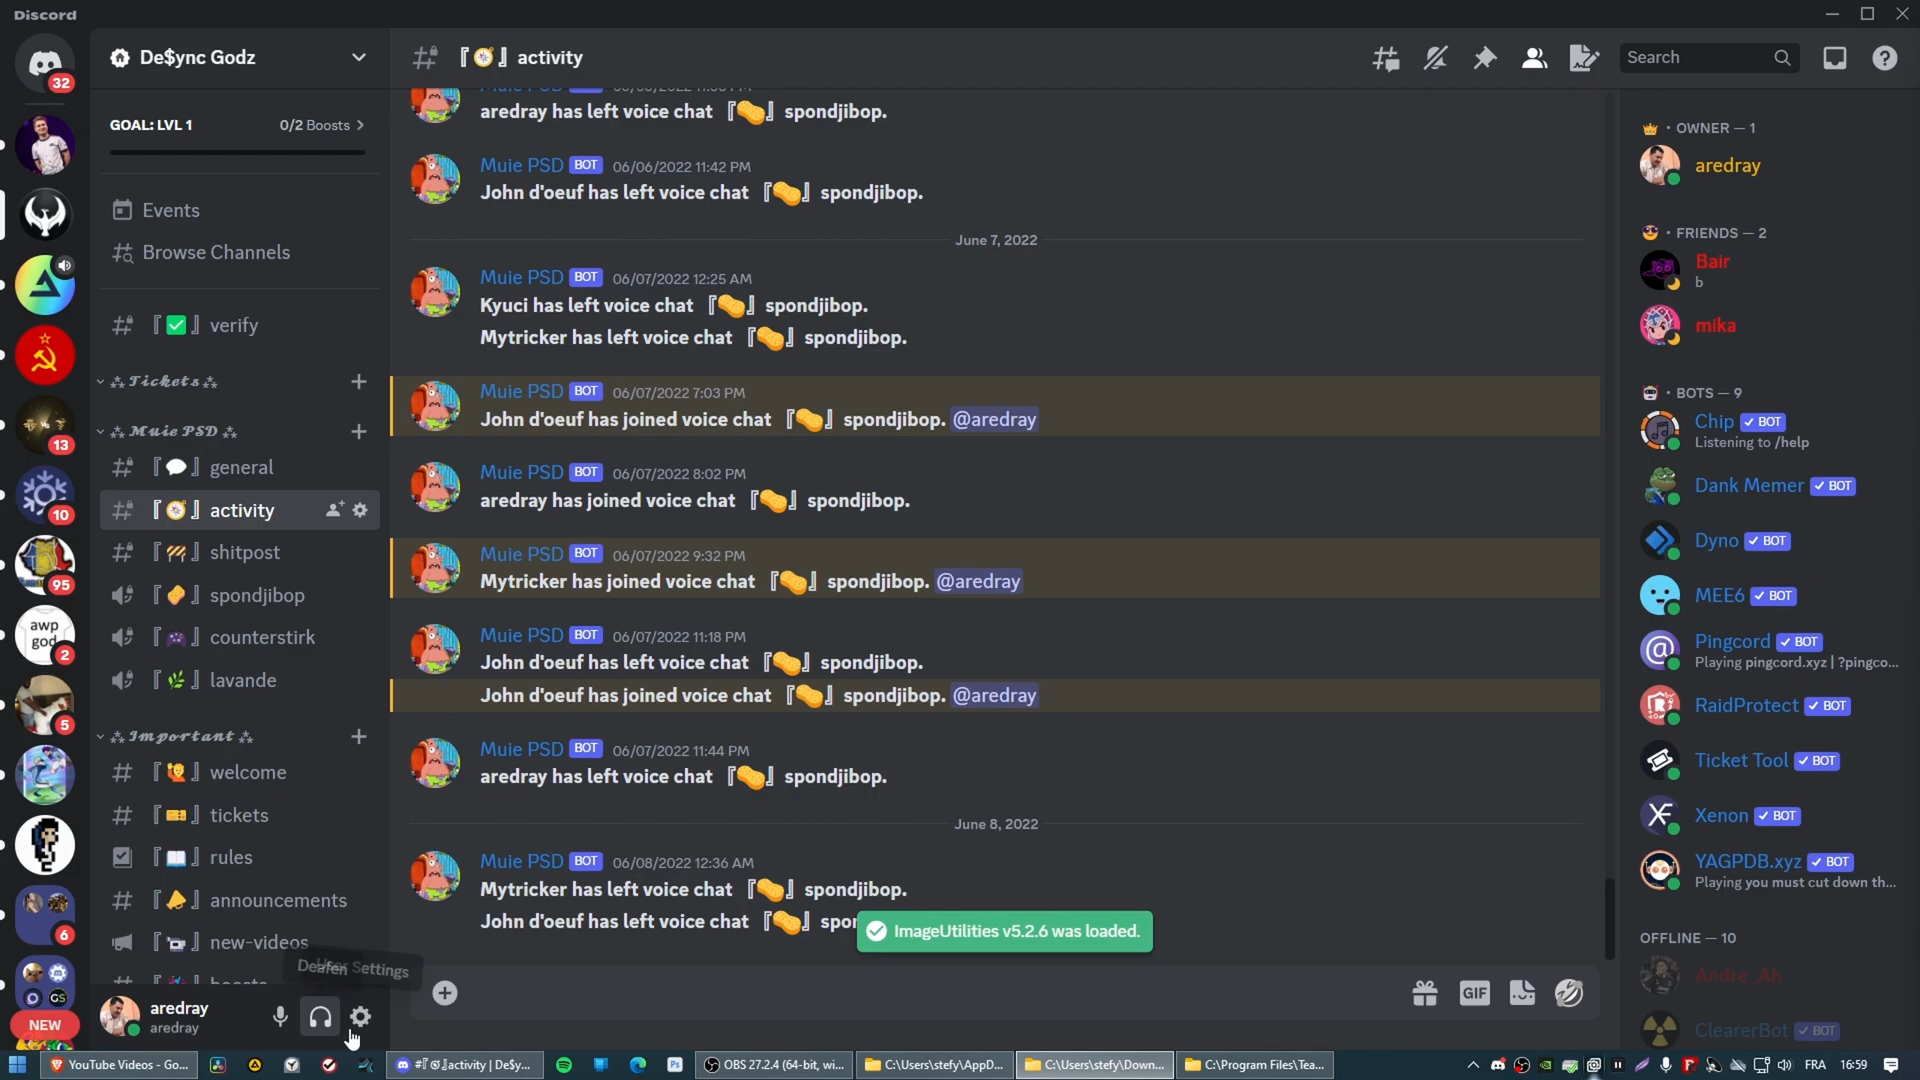 Discord
32
De$ync Godz
『🧭』activity
Search
GOAL: LVL 1
0/2 Boosts
Events
Browse Channels
『✅』verify
⁂ 𝓣𝓲𝓬𝓴𝓮𝓽𝓼 ⁂
⁂ 𝓜𝓾𝓲𝓮 𝓟𝓢𝓓 ⁂
『💬』general
『🧭』activity
『🚧』shitpost
『🧽』spondjibop
『🎮』counterstirk
『🌿』lavande
⁂ 𝓘𝓶𝓹𝓸𝓻𝓽𝓪𝓷𝓽 ⁂
『🙋』welcome
『🎫』tickets
『📖』rules
『📣』announcements
『📹』new-videos
13
10
95
awp
god
2
5
6
GS
NEW
aredray
aredray
aredray has left voice chat『🥜』spondjibop.
Muie PSD BOT 06/06/2022 11:42 PM
John d'oeuf has left voice chat『🥜』spondjibop.
June 7, 2022
Muie PSD BOT 06/07/2022 12:25 AM
Kyuci has left voice chat『🥜』spondjibop.
Mytricker has left voice chat『🥜』spondjibop.
Muie PSD BOT 06/07/2022 7:03 PM
John d'oeuf has joined voice chat『🥜』spondjibop. @aredray
Muie PSD BOT 06/07/2022 8:02 PM
aredray has joined voice chat『🥜』spondjibop.
Muie PSD BOT 06/07/2022 9:32 PM
Mytricker has joined voice chat『🥜』spondjibop. @aredray
Muie PSD BOT 06/07/2022 11:18 PM
John d'oeuf has left voice chat『🥜』spondjibop.
John d'oeuf has joined voice chat『🥜』spondjibop. @aredray
Muie PSD BOT 06/07/2022 11:44 PM
aredray has left voice chat『🥜』spondjibop.
June 8, 2022
Muie PSD BOT 06/08/2022 12:36 AM
Mytricker has left voice chat『🥜』spondjibop.
John d'oeuf has left voice chat『🥜』spo
ImageUtilities v5.2.6 was loaded.
GIF
• OWNER — 1
aredray
• FRIENDS — 2
Bair
b
mika
• BOTS — 9
Chip ✓ BOT
Listening to /help
Dank Memer ✓ BOT
Dyno ✓ BOT
MEE6 ✓ BOT
Pingcord ✓ BOT
Playing pingcord.xyz | ?pingco...
RaidProtect ✓ BOT
Ticket Tool ✓ BOT
Xenon ✓ BOT
YAGPDB.xyz ✓ BOT
Playing you must cut down th...
OFFLINE — 10
Andre_Ah
ClearerBot ✓ BOT
YouTube Videos - Go...
#『🧭』activity | De$y...
OBS 27.2.4 (64-bit, wi...
C:\Users\stefy\AppD...
C:\Users\stefy\Down...
C:\Program Files\Tea...
FRA
16:59